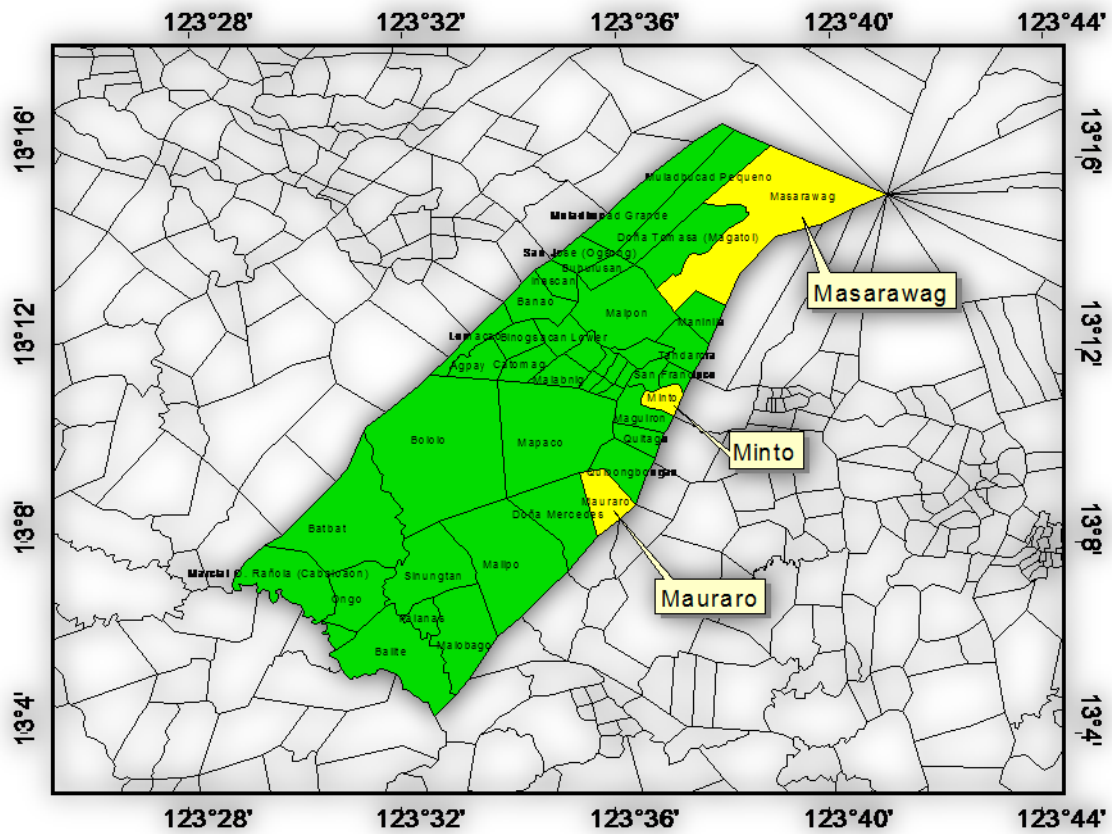 123°28' 123°32' 123°36' 123°40' 123°44'
13°16' 13°16'
Muladbucad Pequeno
Masarawag
Muladbucad Grande
Doña Tomasa (Magatol)
San Jose (Ogsong)
Bubulusan
Inascan
Masarawag
Banao
Maipon
Maninila
13°12' 13°12'
Binogsacan Lower
Tandarora
Agpay Catomag
San Francisco
Malabnig
Minto
Maguiron
Bololo
Mapaco
Quitago
Minto
Mauraro
Doña Mercedes
13°8' 13°8'
Batbat
Malipo
Marcial O. Rañola (Cabaloaon)
Sinungtan
Ongo
Mauraro
Palanas
Malobago
Balite
13°4' 13°4'
123°28' 123°32' 123°36' 123°40' 123°44'